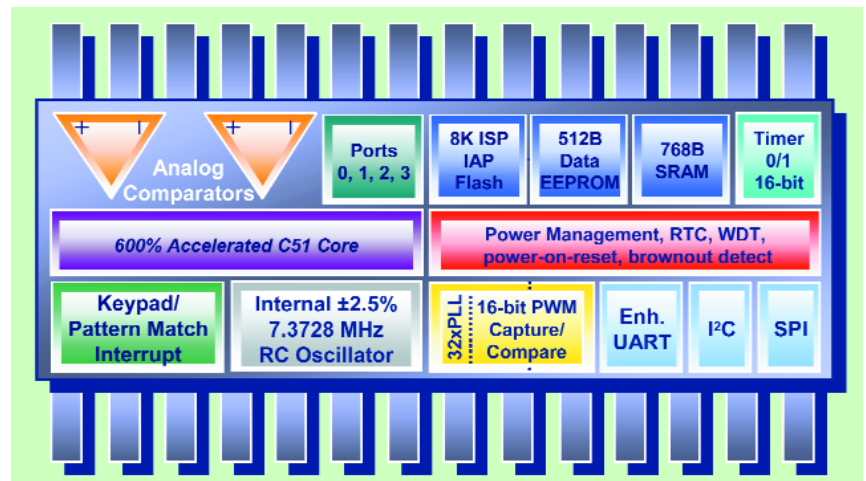 + −
+ −
Analog
Comparators
Ports
0, 1, 2, 3
8K ISP
IAP
Flash
512B
Data
EEPROM
768B
SRAM
Timer
0/1
16-bit
600% Accelerated C51 Core
Power Management, RTC, WDT,
power-on-reset, brownout detect
Keypad/
Pattern Match
Interrupt
Internal ±2.5%
7.3728 MHz
RC Oscillator
32xPLL
16-bit PWM
Capture/
Compare
Enh.
UART
I²C
SPI